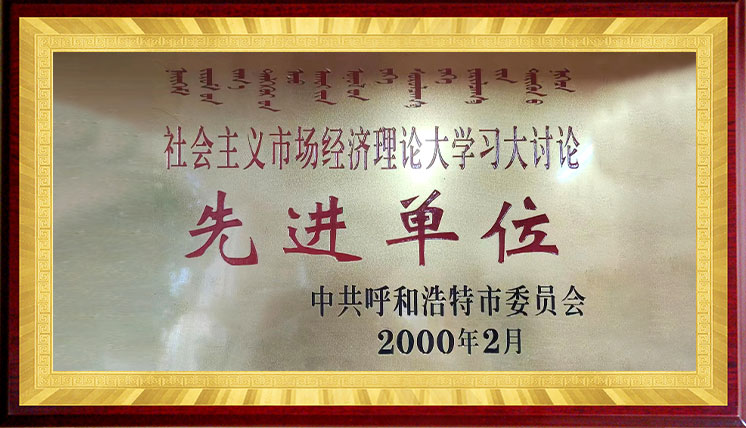 社会主义市场经济理论大学习大讨论
先进单位
中共呼和浩特市委员会
2000年2月